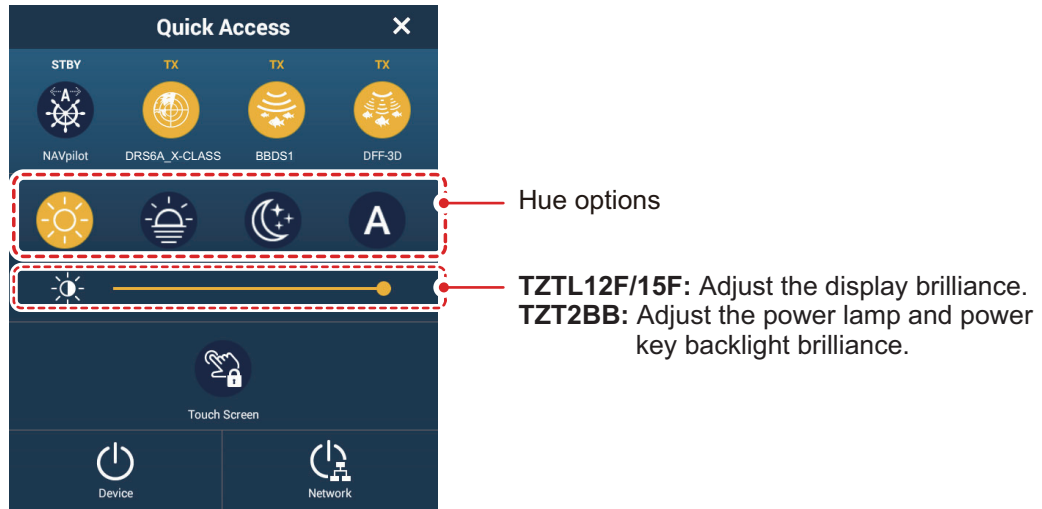 Quick Access
STBY TX TX TX
A
NAVpilot DRS6A_X-CLASS BBDS1 DFF-3D
A
Hue options
TZTL12F/15F: Adjust the display brilliance.
TZT2BB: Adjust the power lamp and power
key backlight brilliance.
Touch Screen
Device Network